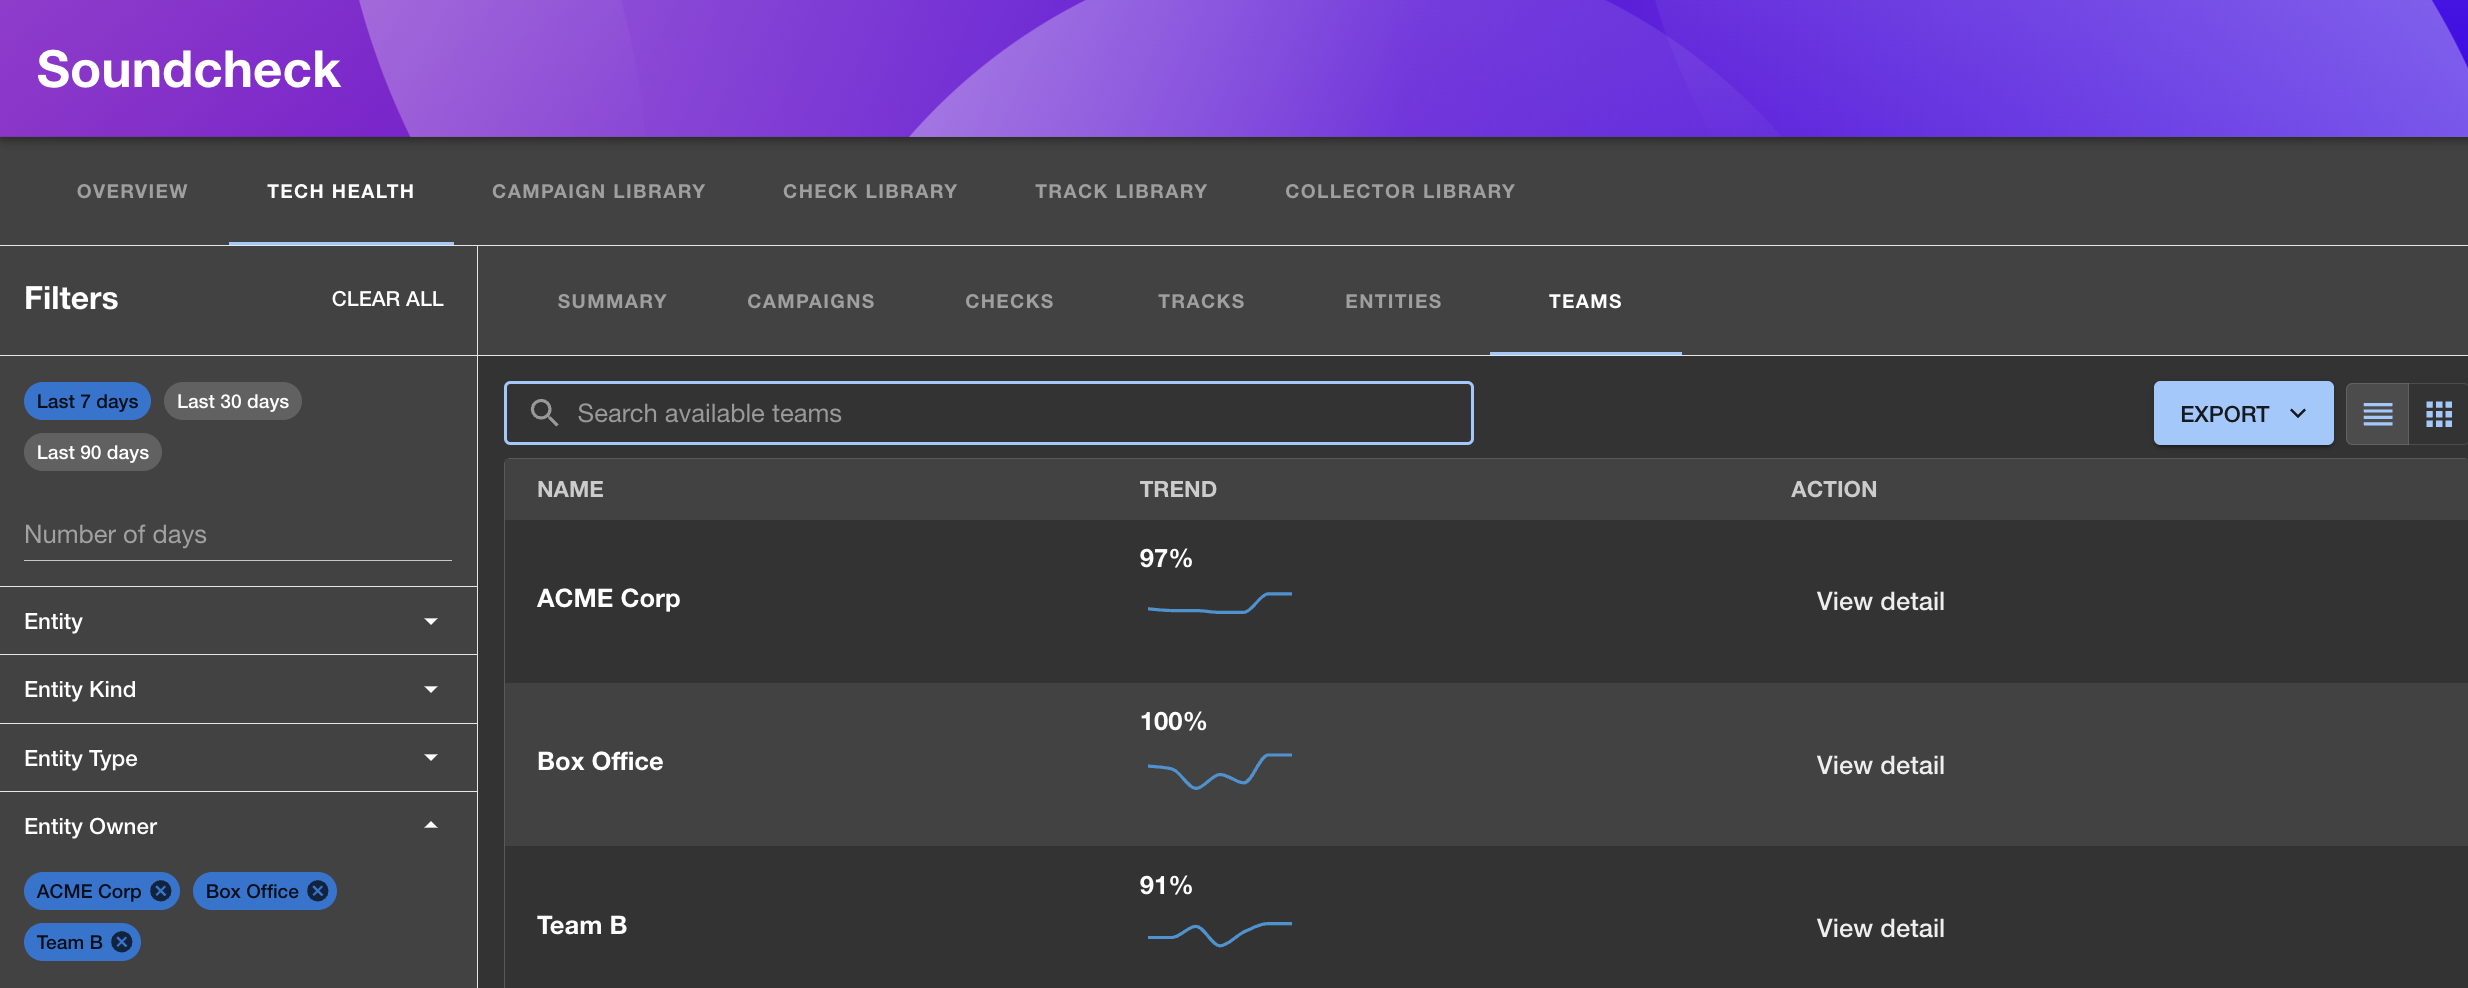 Soundcheck
OVERVIEW
TECH HEALTH
CAMPAIGN LIBRARY
CHECK LIBRARY
TRACK LIBRARY
COLLECTOR LIBRARY
Filters
CLEAR ALL
Last 7 days
Last 30 days
Last 90 days
Number of days
Entity
Entity Kind
Entity Type
Entity Owner
ACME Corp
Box Office
Team B
SUMMARY
CAMPAIGNS
CHECKS
TRACKS
ENTITIES
TEAMS
Search available teams
EXPORT
NAME
TREND
ACTION
ACME Corp
97%
View detail
Box Office
100%
View detail
Team B
91%
View detail